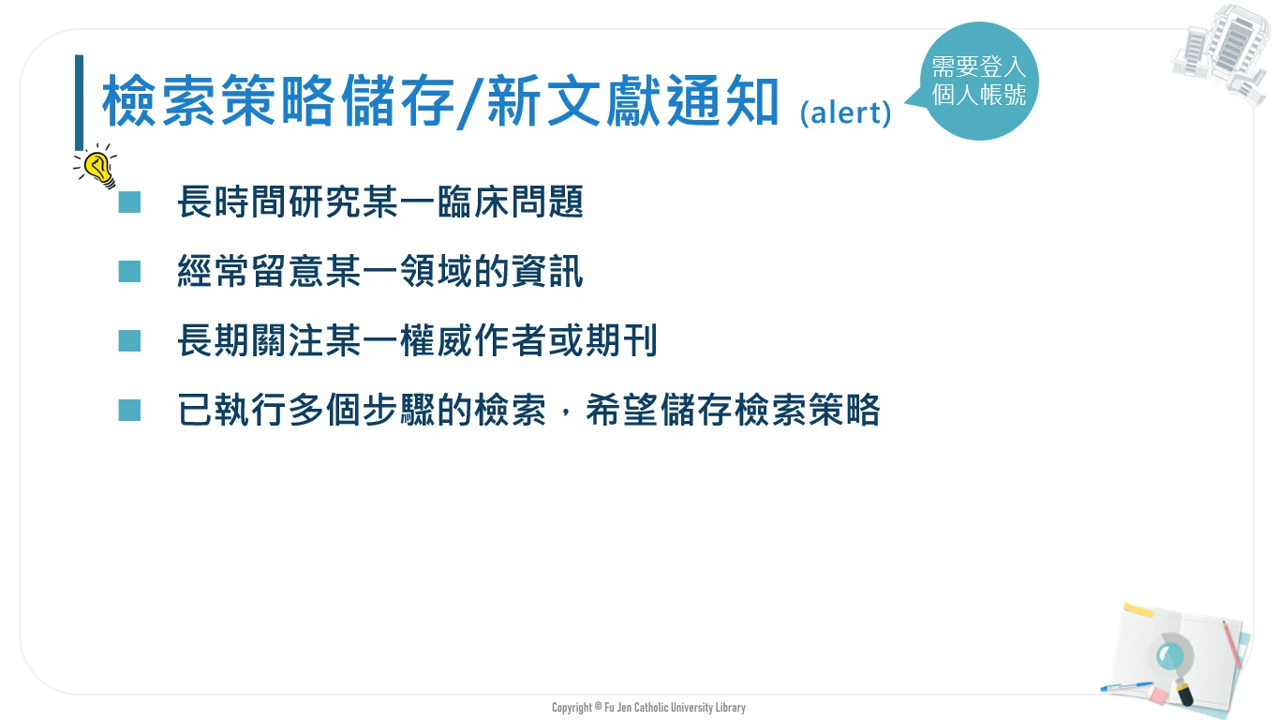 檢索策略儲存/新文獻通知 (alert)
需要登入
個人帳號
長時間研究某一臨床問題
經常留意某一領域的資訊
長期關注某一權威作者或期刊
已執行多個步驟的檢索，希望儲存檢索策略
Copyright © Fu Jen Catholic University Library